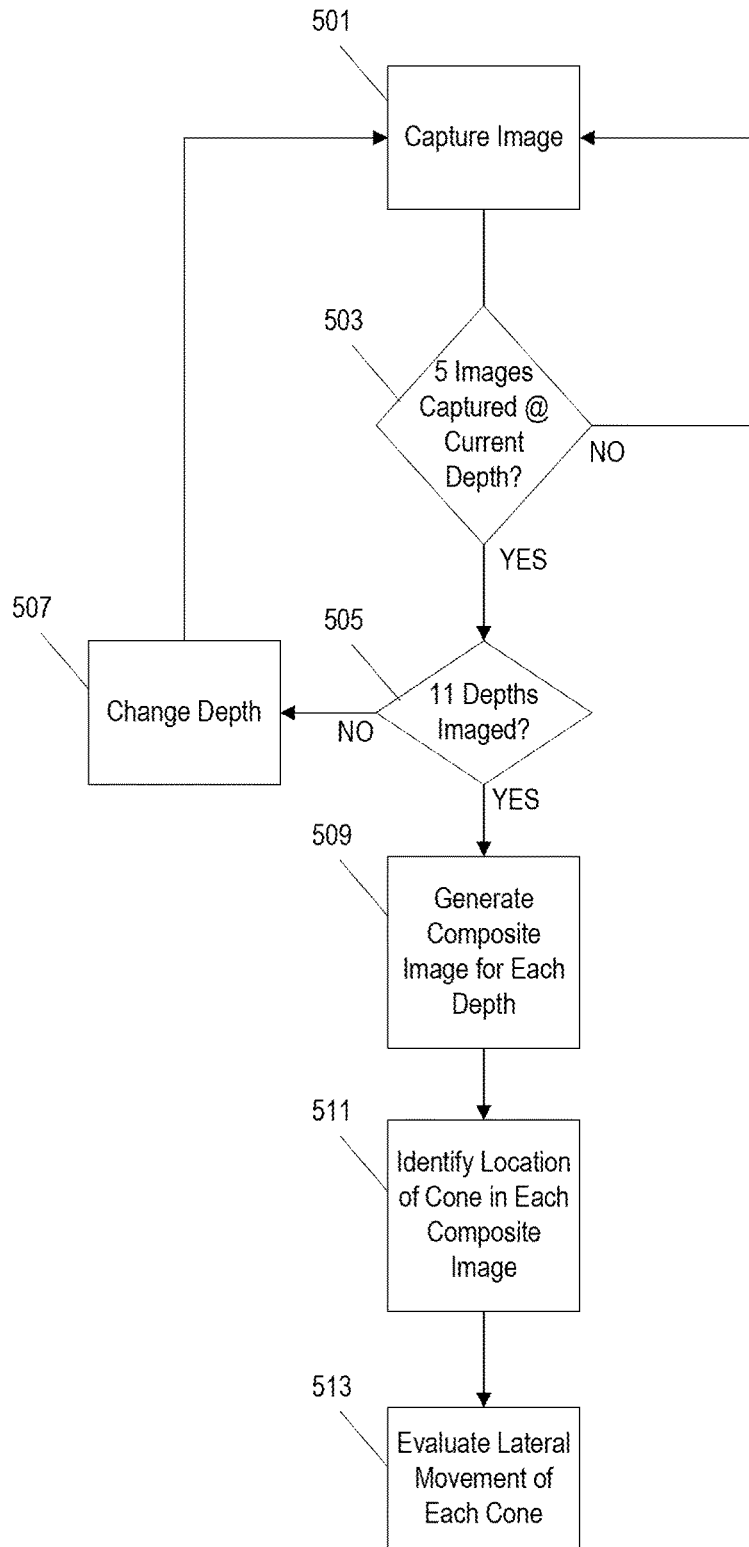 501
Capture Image
503
5 Images
Captured @
Current
Depth?
NO
YES
507
505
Change Depth
11 Depths
Imaged?
NO
YES
509
Generate
Composite
Image for Each
Depth
511
Identify Location
of Cone in Each
Composite
Image
513
Evaluate Lateral
Movement of
Each Cone